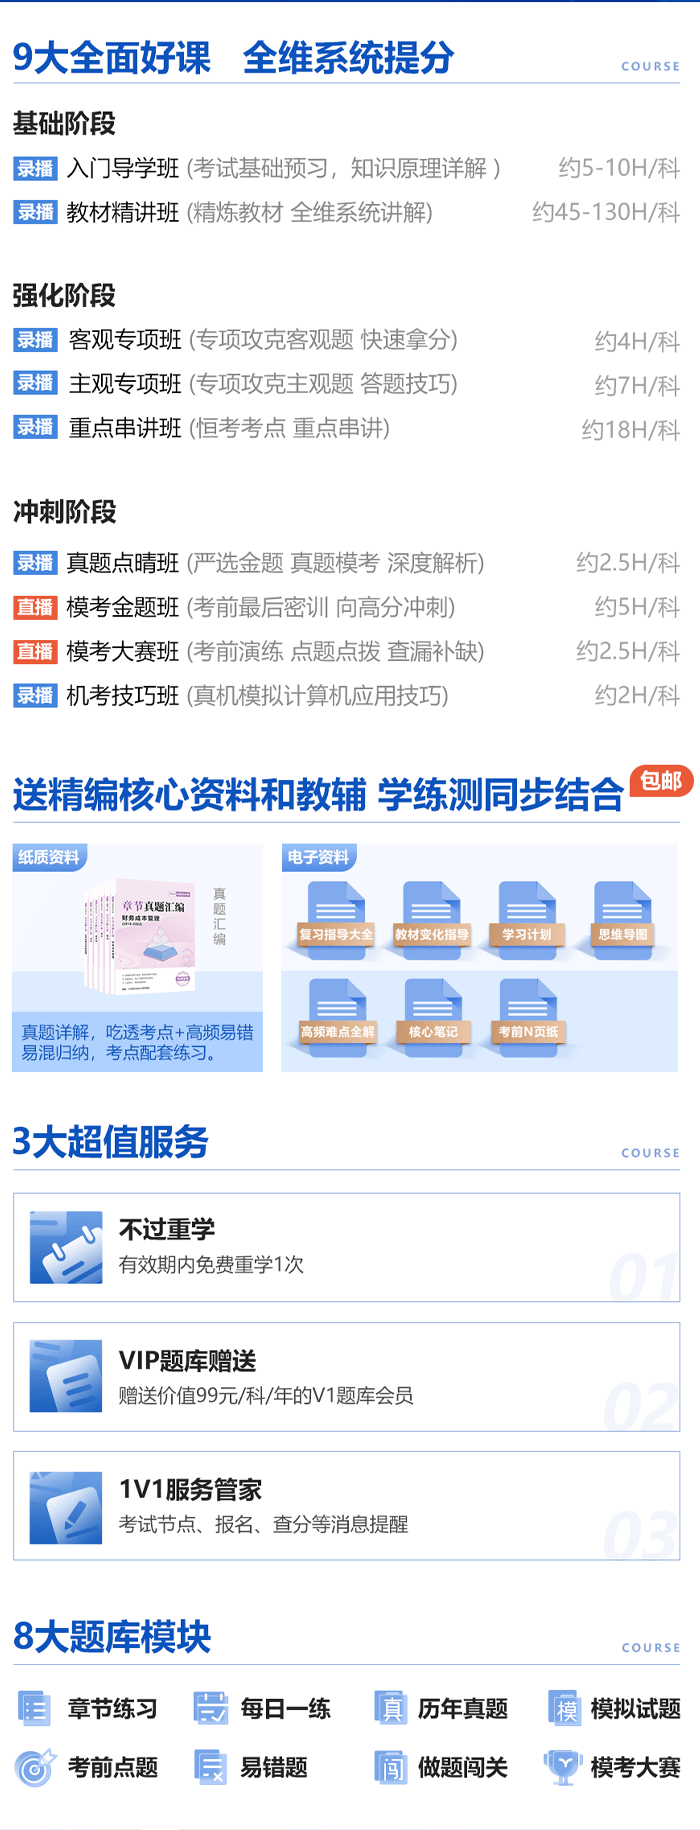 9大全面好课 全维系统提分
COURSE
基础阶段
录播 入门导学班 (考试基础预习，知识原理详解 ) 约5-10H/科
录播 教材精讲班 (精炼教材 全维系统讲解) 约45-130H/科
强化阶段
录播 客观专项班 (专项攻克客观题 快速拿分) 约4H/科
录播 主观专项班 (专项攻克主观题 答题技巧) 约7H/科
录播 重点串讲班 (恒考考点 重点串讲) 约18H/科
冲刺阶段
录播 真题点晴班 (严选金题 真题模考 深度解析) 约2.5H/科
直播 模考金题班 (考前最后密训 向高分冲刺) 约5H/科
直播 模考大赛班 (考前演练 点题点拨 查漏补缺) 约2.5H/科
录播 机考技巧班 (真机模拟计算机应用技巧) 约2H/科
送精编核心资料和教辅 学练测同步结合 包邮
纸质资料
章节真题汇编
财务成本管理
真题汇编
真题详解，吃透考点+高频易错
易混归纳，考点配套练习。
电子资料
复习指导大全 教材变化指导 学习计划 思维导图
高频难点全解 核心笔记 考前N页纸
3大超值服务
COURSE
不过重学
有效期内免费重学1次
01
VIP题库赠送
赠送价值99元/科/年的V1题库会员
02
1V1服务管家
考试节点、报名、查分等消息提醒
03
8大题库模块
COURSE
章节练习 每日一练 真 历年真题 模 模拟试题
考前点题 易错题 闯 做题闯关 模考大赛